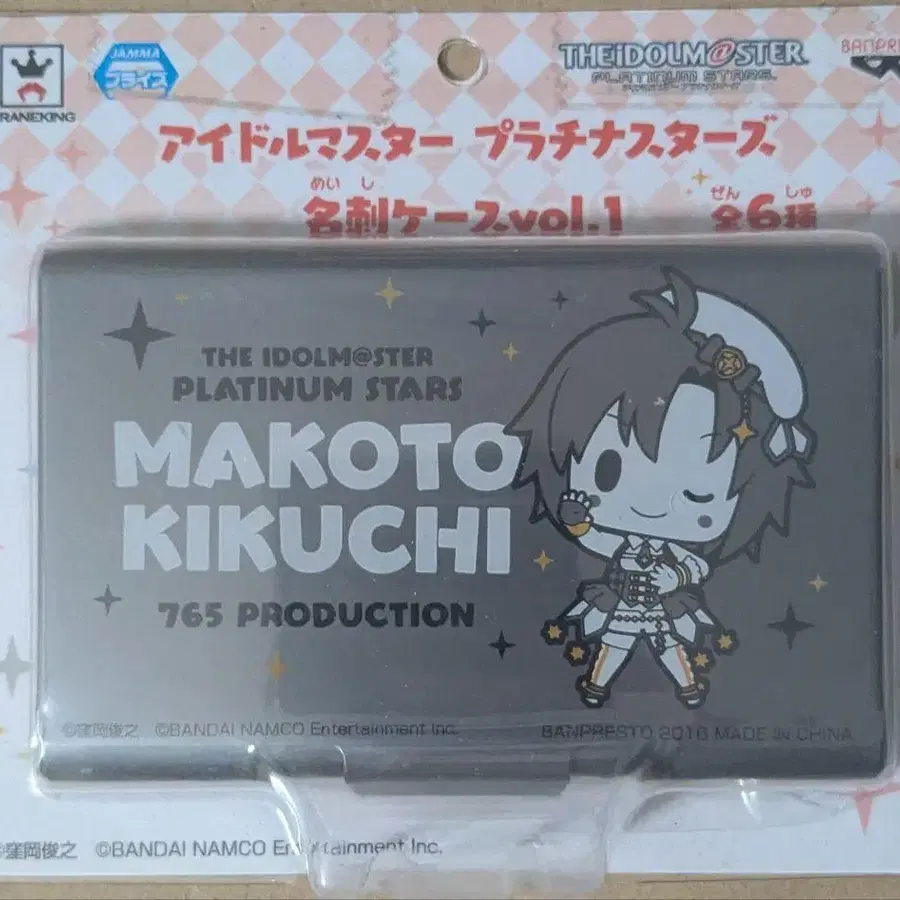 JAMMA
プライズ
THE iDOLM@STER
PLATINUM STARS
BANPRE
RANEKING
アイドルマスター プラチナスターズ
めいし ぜん しゅ
名刺ケースvol.1 全6種
THE IDOLM@STER
PLATINUM STARS
MAKOTO
KIKUCHI
765 PRODUCTION
©窪岡俊之 ©BANDAI NAMCO Entertainment Inc.
BANPRESTO 2016 MADE IN CHINA
©窪岡俊之 ©BANDAI NAMCO Entertainment Inc.